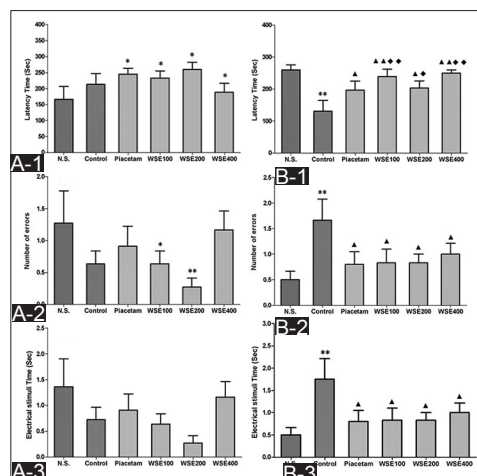 Latency Time (Sec)
400
350
300
250
200
150
100
50
0
* * * *
N.S. Control Piacetam WSE100 WSE200 WSE400
A-1
Latency Time (Sec)
400
300
200
100
0
** ▲ ▲▲◆◆ ▲◆ ▲▲◆◆
N.S. Control Piacetam WSE100 WSE200 WSE400
B-1
Number of errors
2.0
1.5
1.0
0.5
0.0
* **
N.S. Control Piacetam WSE100 WSE200 WSE400
A-2
Number of errors
2.5
2.0
1.5
1.0
0.5
0.0
** ▲ ▲ ▲ ▲
N.S. Control Piacetam WSE100 WSE200 WSE400
B-2
Electrical stimuli Time (Sec)
2.0
1.5
1.0
0.5
0.0
Control Piacetam WSE100 WSE200 WSE400
A-3
Electrical stimuli Time (Sec)
3.0
2.5
2.0
1.5
1.0
0.5
0.0
** ▲ ▲ ▲ ▲
Control Piacetam WSE100 WSE200 WSE400
B-3